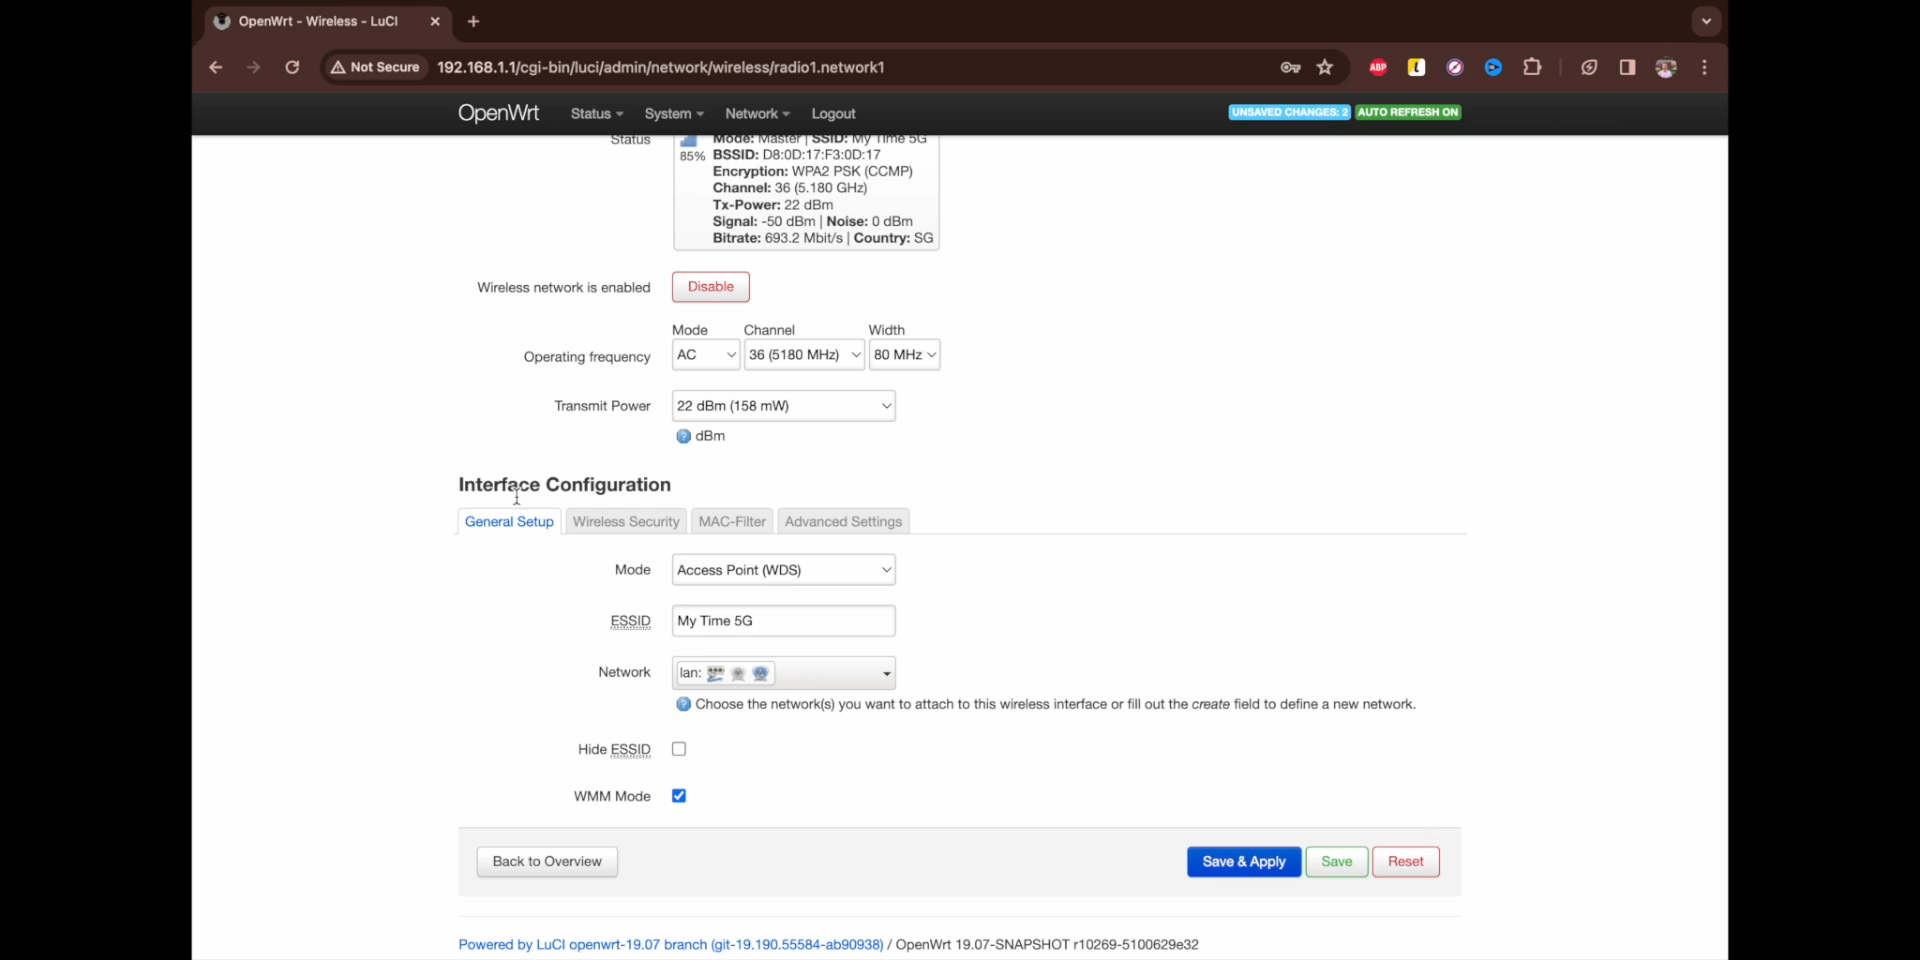 OpenWrt - Wireless - LuCI
Not Secure 192.168.1.1/cgi-bin/luci/admin/network/wireless/radio1.network1
ABP
OpenWrt Status System Network Logout UNSAVED CHANGES: 2 AUTO REFRESH ON
Status
Mode: Master | SSID: My Time 5G
85% BSSID: D8:0D:17:F3:0D:17
Encryption: WPA2 PSK (CCMP)
Channel: 36 (5.180 GHz)
Tx-Power: 22 dBm
Signal: -50 dBm | Noise: 0 dBm
Bitrate: 693.2 Mbit/s | Country: SG
Wireless network is enabled Disable
Mode Channel Width
Operating frequency AC 36 (5180 MHz) 80 MHz
Transmit Power 22 dBm (158 mW)
dBm
Interface Configuration
General Setup Wireless Security MAC-Filter Advanced Settings
Mode Access Point (WDS)
ESSID My Time 5G
Network lan:
Choose the network(s) you want to attach to this wireless interface or fill out the create field to define a new network.
Hide ESSID
WMM Mode
Back to Overview Save & Apply Save Reset
Powered by LuCI openwrt-19.07 branch (git-19.190.55584-ab90938) / OpenWrt 19.07-SNAPSHOT r10269-5100629e32